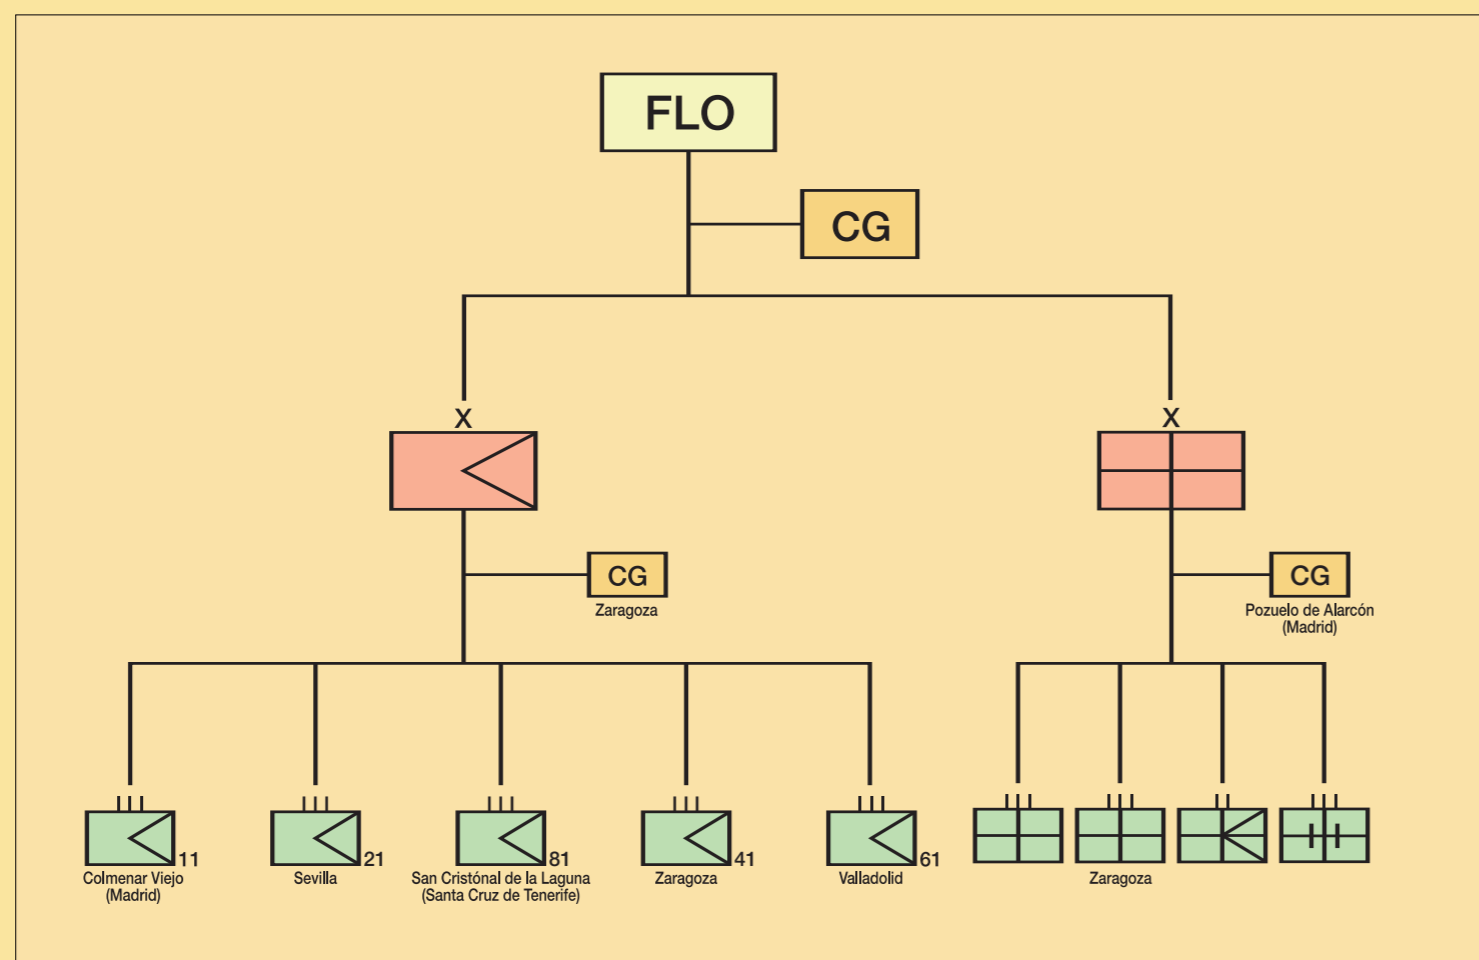 FLO
CG
X
X
CG
Zaragoza
CG
Pozuelo de Alarcón
(Madrid)
11
21
81
41
61
Colmenar Viejo
(Madrid)
Sevilla
San Cristónal de la Laguna
(Santa Cruz de Tenerife)
Zaragoza
Valladolid
Zaragoza